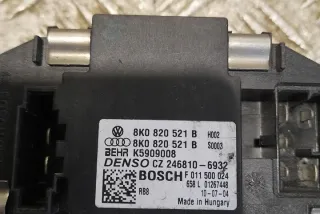 8K0 820 521 B H002
8K0 820 521 B S0003
BEHR K5909008
DENSO CZ 246810-6932
BOSCH F 011 500 024
658 L 01267448
RB8 10-07-04
Made in Hungary